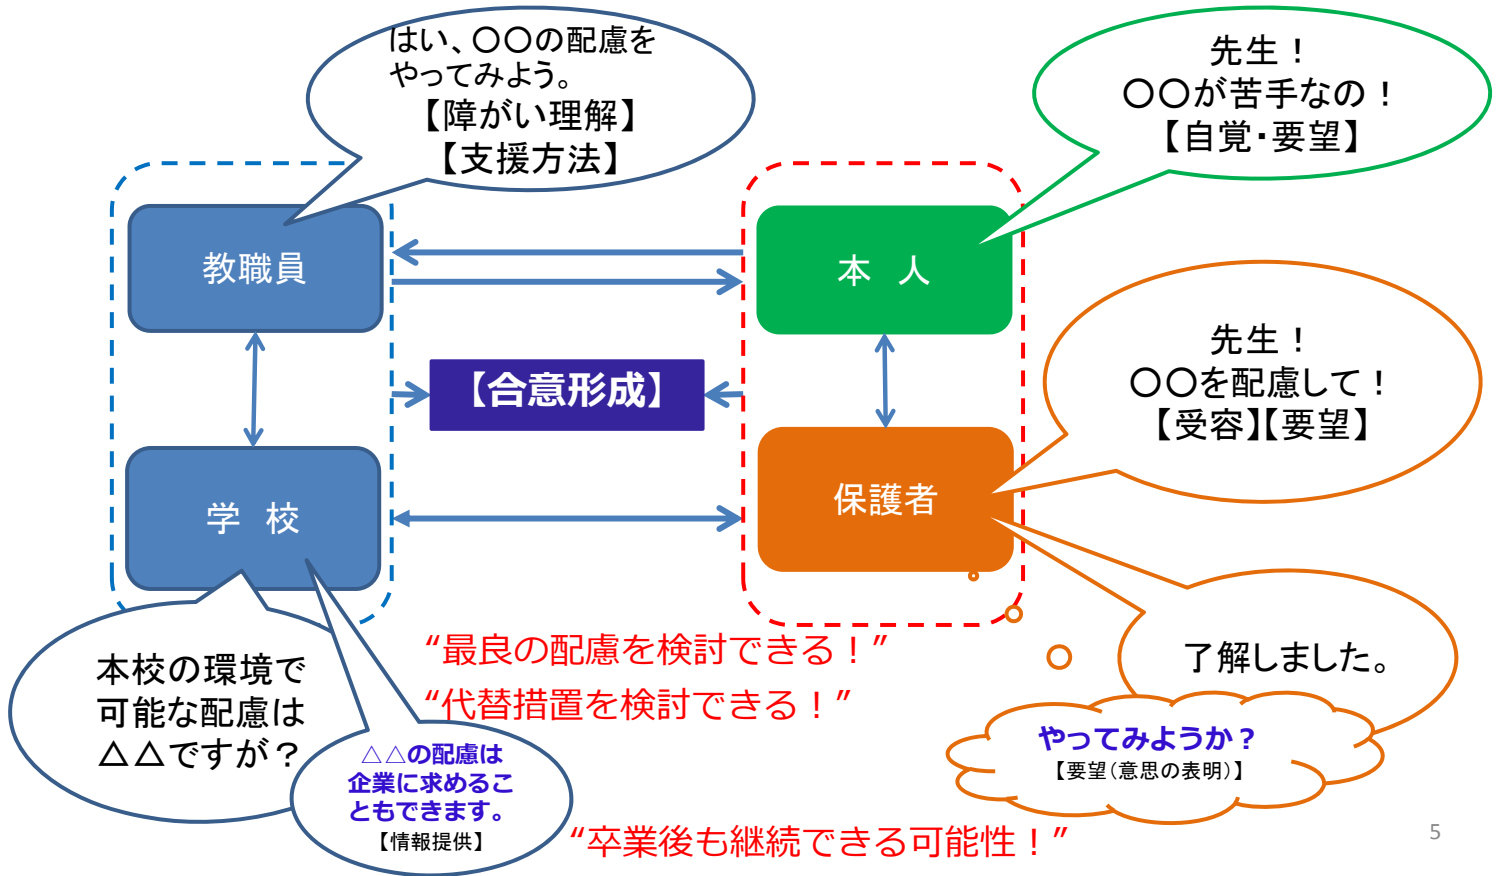 はい、〇〇の配慮を
やってみよう。
【障がい理解】
【支援方法】
先生！
〇〇が苦手なの！
【自覚・要望】
教職員
本　人
先生！
〇〇を配慮して！
【受容】【要望】
【合意形成】
学　校
保護者
“最良の配慮を検討できる！”
“代替措置を検討できる！”
本校の環境で
可能な配慮は
△△ですが？
了解しました。
やってみようか？
【要望（意思の表明）】
△△の配慮は
企業に求めるこ
ともできます。
【情報提供】
“卒業後も継続できる可能性！”
5